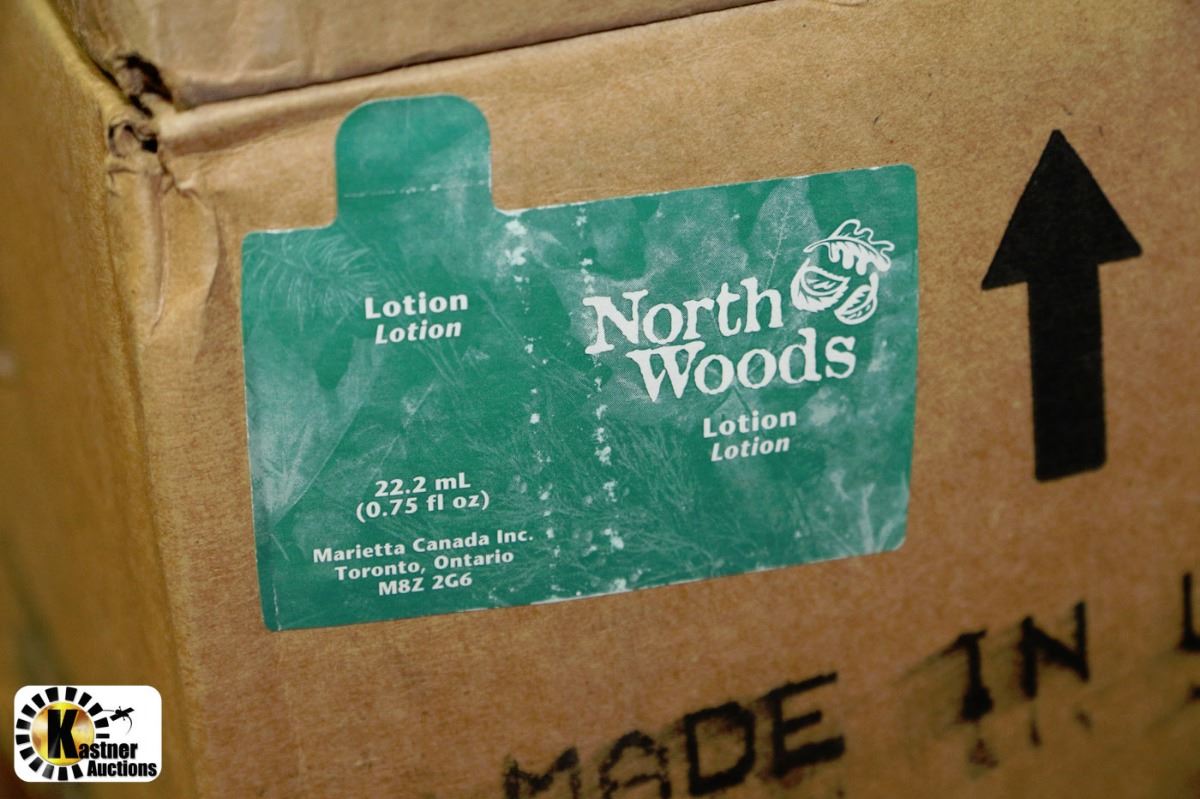 Lotion
Lotion
22.2 mL
(0.75 fl oz)
Marietta Canada Inc.
Toronto, Ontario
M8Z 2G6
North
Woods
Lotion
Lotion
MADE IN
Kastner
Auctions